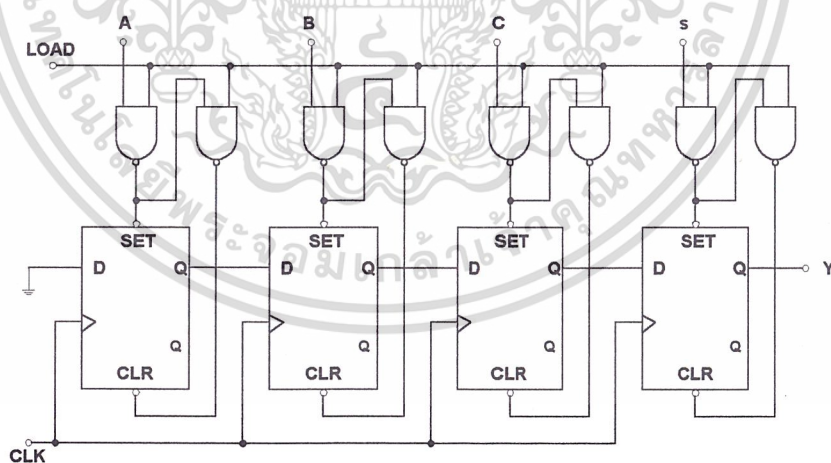 A B C s
LOAD
SET SET SET SET
D Q D Q D Q D Q Y
Q Q Q Q
CLR CLR CLR CLR
CLK